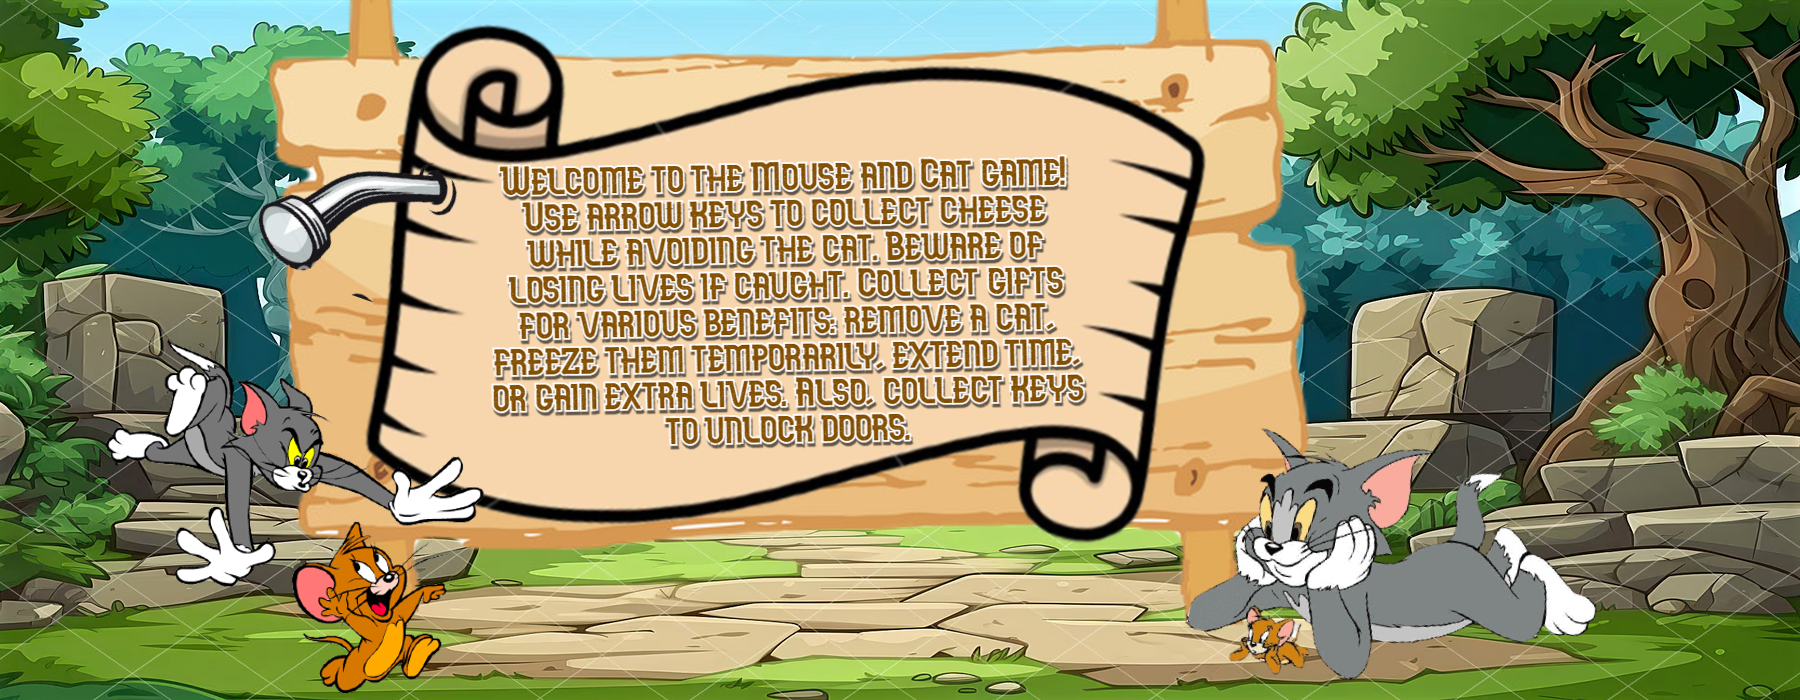 Welcome to the Mouse and Cat game!
Use arrow keys to collect cheese
while avoiding the cat. Beware of
losing lives if caught. Collect gifts
for various benefits: remove a cat,
freeze them temporarily, extend time,
or gain extra lives. Also, collect keys
to unlock doors.